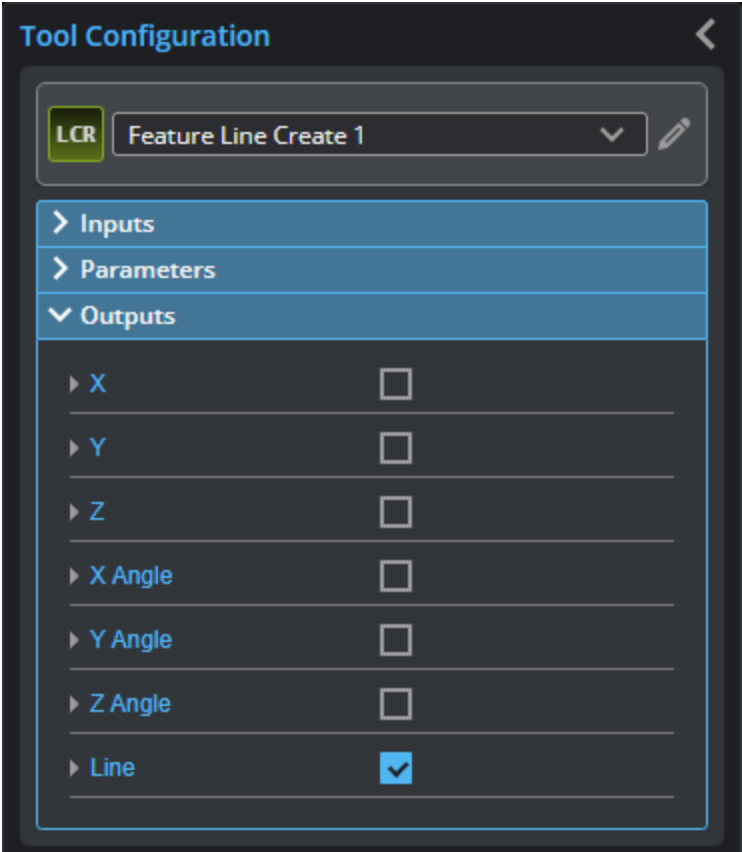 Tool Configuration
LCR Feature Line Create 1
Inputs
Parameters
Outputs
X
Y
Z
X Angle
Y Angle
Z Angle
Line